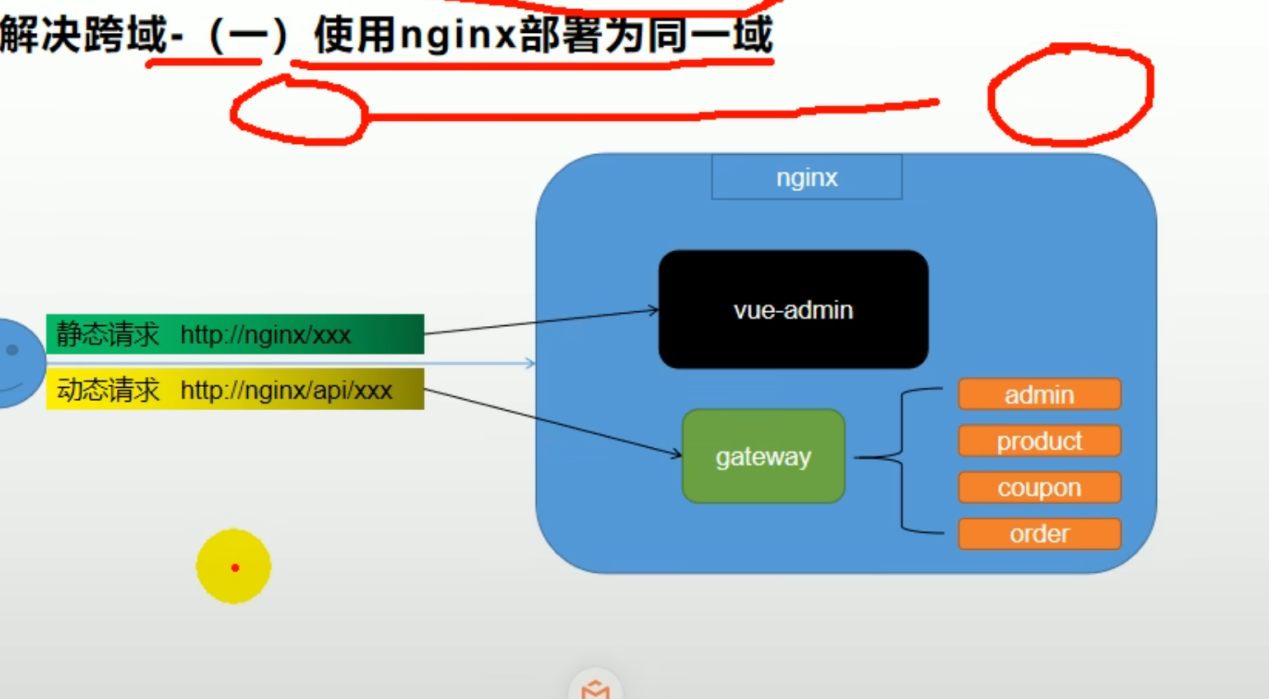 解决跨域-（一）使用nginx部署为同一域
nginx
vue-admin
静态请求 http://nginx/xxx
动态请求 http://nginx/api/xxx
gateway
admin
product
coupon
order